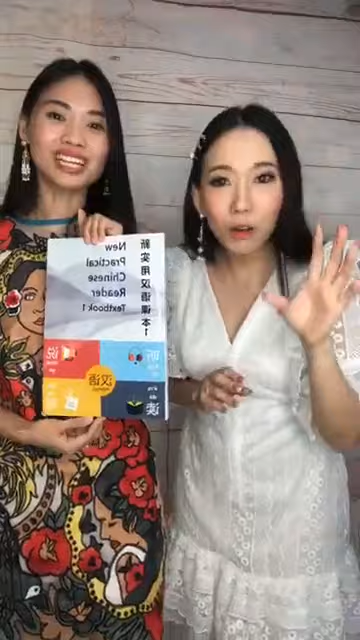 New
Practical
Chinese
Reader
Textbook 1
新实用汉语课本1
说
听
汉语
读